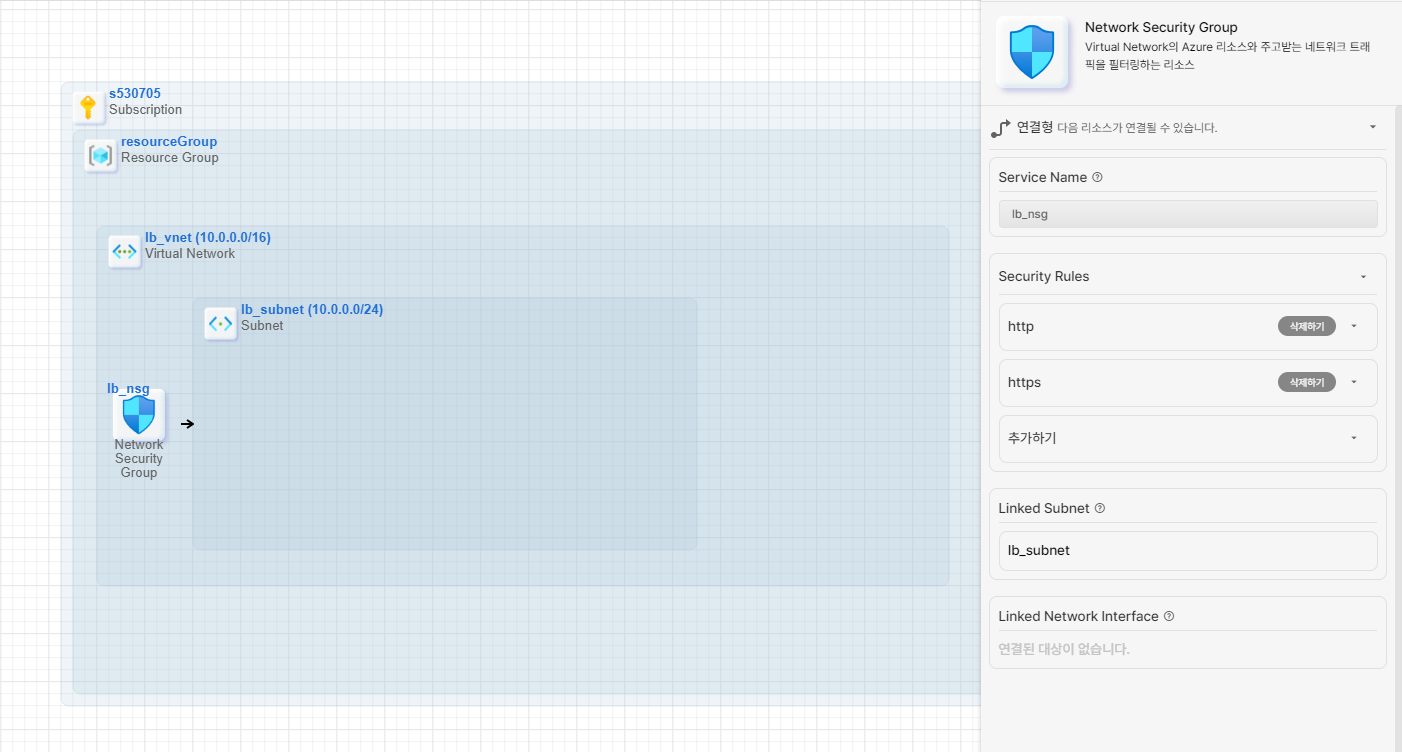 s530705
Subscription
resourceGroup
Resource Group
lb_vnet (10.0.0.0/16)
Virtual Network
lb_subnet (10.0.0.0/24)
Subnet
lb_nsg
Network
Security
Group
Network Security Group
Virtual Network의 Azure 리소스와 주고받는 네트워크 트래
픽을 필터링하는 리소스
연결형 다음 리소스가 연결될 수 있습니다.
Service Name
lb_nsg
Security Rules
http 삭제하기
https 삭제하기
추가하기
Linked Subnet
lb_subnet
Linked Network Interface
연결된 대상이 없습니다.